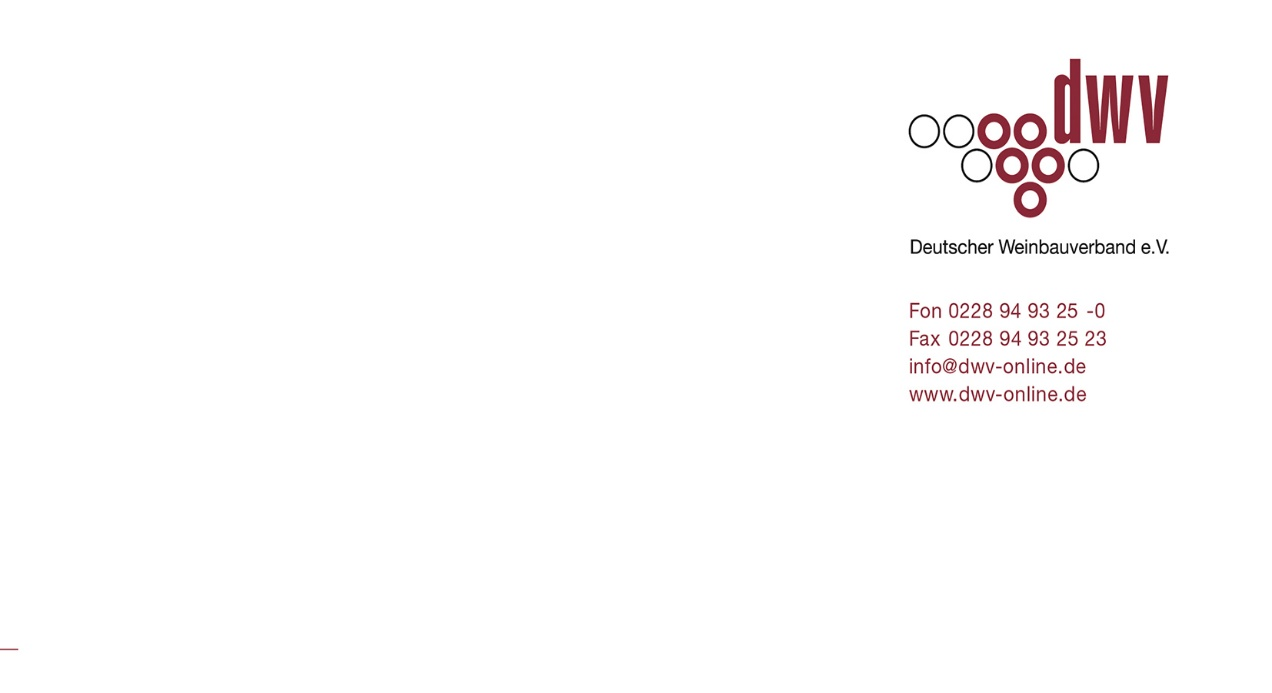 dwv
Deutscher Weinbauverband e.V.
Fon 0228 94 93 25 -0
Fax 0228 94 93 25 23
info@dwv-online.de
www.dwv-online.de